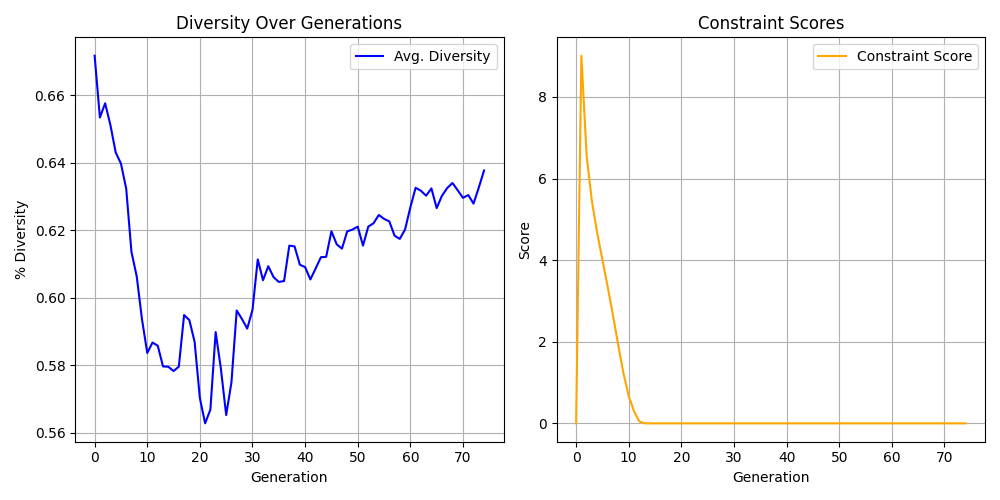 Diversity Over Generations
Avg. Diversity
% Diversity
0.66
0.64
0.62
0.60
0.58
0.56
0 10 20 30 40 50 60 70
Generation
Constraint Scores
Constraint Score
Score
8
6
4
2
0
0 10 20 30 40 50 60 70
Generation